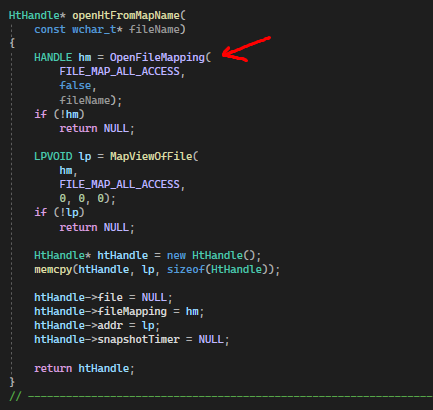 HtHandle* openHtFromMapName(
    const wchar_t* fileName)
{
    HANDLE hm = OpenFileMapping(
        FILE_MAP_ALL_ACCESS,
        false,
        fileName);
    if (!hm)
        return NULL;

    LPVOID lp = MapViewOfFile(
        hm,
        FILE_MAP_ALL_ACCESS,
        0, 0, 0);
    if (!lp)
        return NULL;

    HtHandle* htHandle = new HtHandle();
    memcpy(htHandle, lp, sizeof(HtHandle));

    htHandle->file = NULL;
    htHandle->fileMapping = hm;
    htHandle->addr = lp;
    htHandle->snapshotTimer = NULL;

    return htHandle;
}
// ------------------------------------------------------------------